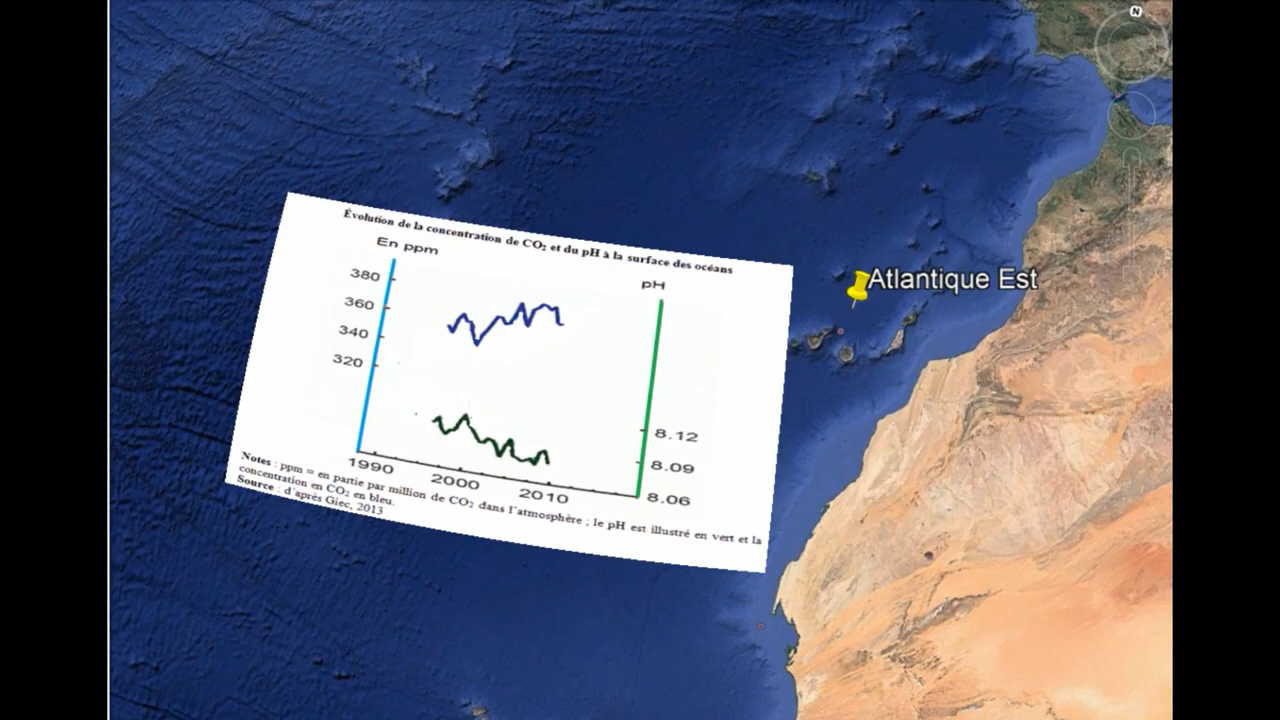 N
Évolution de la concentration de CO₂ et du pH à la surface des océans
En ppm
pH
380
360
340
320
8.12
8.09
8.06
1990
2000
2010
Notes : ppm = en partie par million de CO₂ dans l'atmosphère ; le pH est illustré en vert et la
concentration en CO₂ en bleu.
Source : d'après Giec, 2013
Atlantique Est